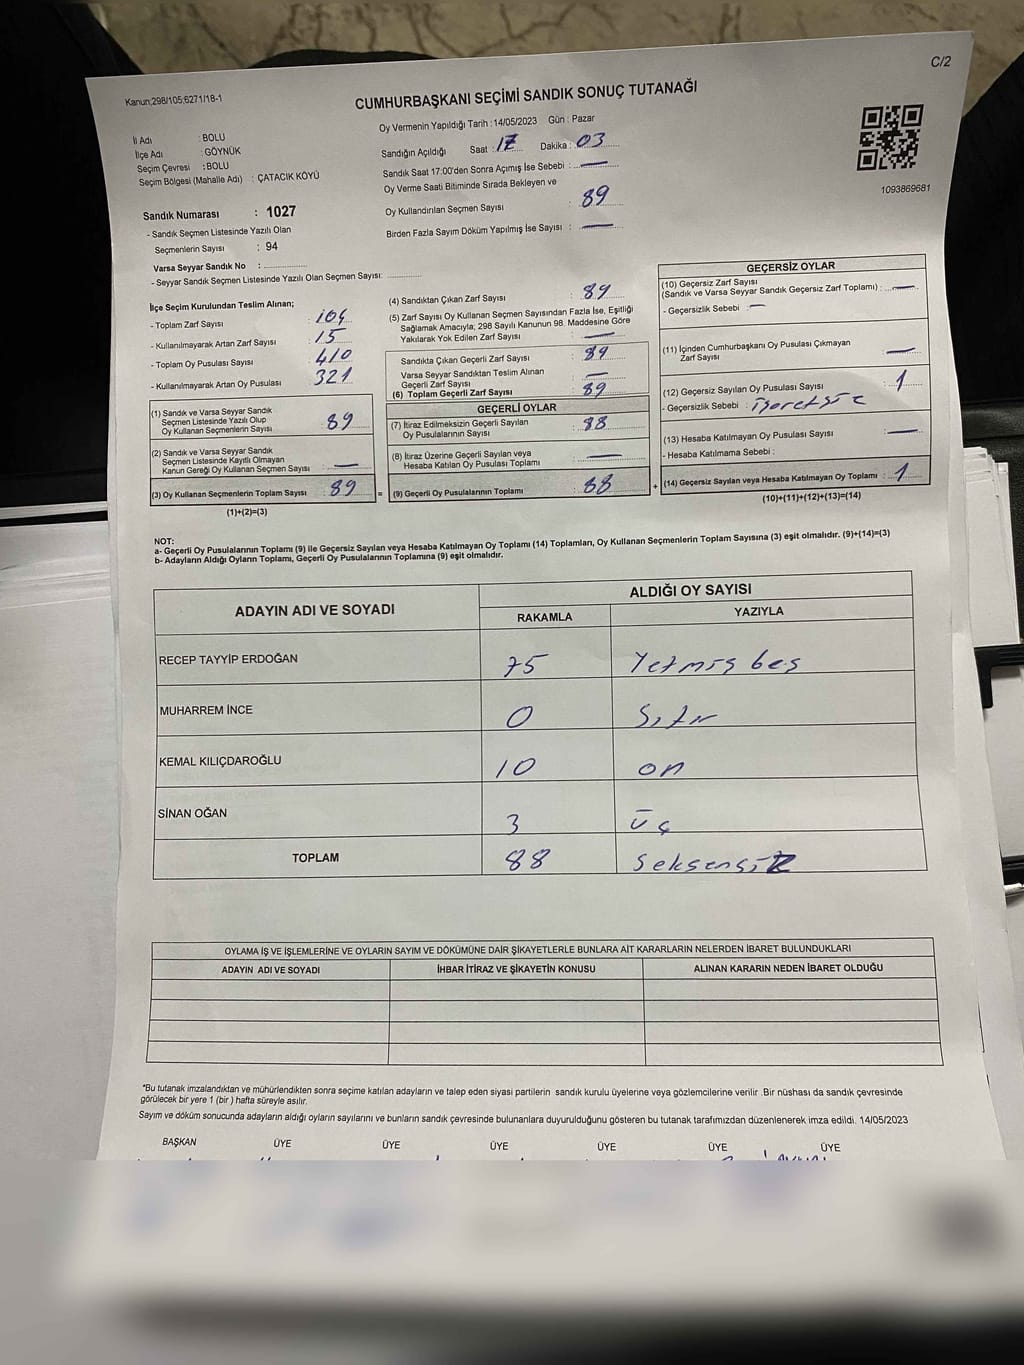 C/2
Kanun;298/105;6271/18-1
CUMHURBAŞKANI SEÇİMİ SANDIK SONUÇ TUTANAĞI
İl Adı : BOLU
İlçe Adı : GÖYNÜK
Seçim Çevresi : BOLU
Seçim Bölgesi (Mahalle Adı) : ÇATACIK KÖYÜ
Sandık Numarası : 1027
- Sandık Seçmen Listesinde Yazılı Olan
Seçmenlerin Sayısı : 94
Varsa Seyyar Sandık No : ............
- Seyyar Sandık Seçmen Listesinde Yazılı Olan Seçmen Sayısı: ............
Oy Vermenin Yapıldığı Tarih : 14/05/2023 Gün : Pazar
Sandığın Açıldığı Saat : 17 Dakika : 03
Sandık Saat 17:00'den Sonra Açımış İse Sebebi : —
Oy Verme Saati Bitiminde Sırada Bekleyen ve
Oy Kullandırılan Seçmen Sayısı : 89
Birden Fazla Sayım Döküm Yapılmış İse Sayısı : —
1093869681
İlçe Seçim Kurulundan Teslim Alınan;
- Toplam Zarf Sayısı : 104
- Kullanılmayarak Artan Zarf Sayısı : 15
- Toplam Oy Pusulası Sayısı : 410
- Kullanılmayarak Artan Oy Pusulası : 321
(1) Sandık ve Varsa Seyyar Sandık
Seçmen Listesinde Yazılı Olup
Oy Kullanan Seçmenlerin Sayısı : 89
(2) Sandık ve Varsa Seyyar Sandık
Seçmen Listesinde Kayıtlı Olmayan
Kanun Gereği Oy Kullanan Seçmen Sayısı : —
(3) Oy Kullanan Seçmenlerin Toplam Sayısı : 89
(1)+(2)=(3)
=
(4) Sandıktan Çıkan Zarf Sayısı : 89
(5) Zarf Sayısı Oy Kullanan Seçmen Sayısından Fazla İse, Eşitliği
Sağlamak Amacıyla; 298 Sayılı Kanunun 98. Maddesine Göre
Yakılarak Yok Edilen Zarf Sayısı : —
Sandıkta Çıkan Geçerli Zarf Sayısı : 89
Varsa Seyyar Sandıktan Teslim Alınan
Geçerli Zarf Sayısı : —
(6) Toplam Geçerli Zarf Sayısı : 89
GEÇERLİ OYLAR
(7) İtiraz Edilmeksizin Geçerli Sayılan
Oy Pusulalarının Sayısı : 88
(8) İtiraz Üzerine Geçerli Sayılan veya
Hesaba Katılan Oy Pusulası Toplamı : —
(9) Geçerli Oy Pusulalarının Toplamı : 88
+
GEÇERSİZ OYLAR
(10) Geçersiz Zarf Sayısı
(Sandık ve Varsa Seyyar Sandık Geçersiz Zarf Toplamı) : —
- Geçersizlik Sebebi : —
(11) İçinden Cumhurbaşkanı Oy Pusulası Çıkmayan
Zarf Sayısı : —
(12) Geçersiz Sayılan Oy Pusulası Sayısı : 1
- Geçersizlik Sebebi :
(13) Hesaba Katılmayan Oy Pusulası Sayısı : —
- Hesaba Katılmama Sebebi :
(14) Geçersiz Sayılan veya Hesaba Katılmayan Oy Toplamı : 1
(10)+(11)+(12)+(13)=(14)
NOT:
a- Geçerli Oy Pusulalarının Toplamı (9) ile Geçersiz Sayılan veya Hesaba Katılmayan Oy Toplamı (14) Toplamları, Oy Kullanan Seçmenlerin Toplam Sayısına (3) eşit olmalıdır. (9)+(14)=(3)
b- Adayların Aldığı Oyların Toplamı, Geçerli Oy Pusulalarının Toplamına (9) eşit olmalıdır.
ADAYIN ADI VE SOYADI
ALDIĞI OY SAYISI
RAKAMLA YAZIYLA
RECEP TAYYİP ERDOĞAN 75 Yetmiş beş
MUHARREM İNCE 0 Sıfır
KEMAL KILIÇDAROĞLU 10 on
SİNAN OĞAN 3 üç
TOPLAM 88
OYLAMA İŞ VE İŞLEMLERİNE VE OYLARIN SAYIM VE DÖKÜMÜNE DAİR ŞİKAYETLERLE BUNLARA AİT KARARLARIN NELERDEN İBARET BULUNDUKLARI
ADAYIN ADI VE SOYADI İHBAR İTİRAZ VE ŞİKAYETİN KONUSU ALINAN KARARIN NEDEN İBARET OLDUĞU
"Bu tutanak imzalandıktan ve mühürlendikten sonra seçime katılan adayların ve talep eden siyasi partilerin sandık kurulu üyelerine veya gözlemcilerine verilir .Bir nüshası da sandık çevresinde
görülecek bir yere 1 (bir ) hafta süreyle asılır.
Sayım ve döküm sonucunda adayların aldığı oyların sayılarını ve bunların sandık çevresinde bulunanlara duyurulduğunu gösteren bu tutanak tarafımızdan düzenlenerek imza edildi. 14/05/2023
BAŞKAN ÜYE ÜYE ÜYE ÜYE ÜYE ÜYE